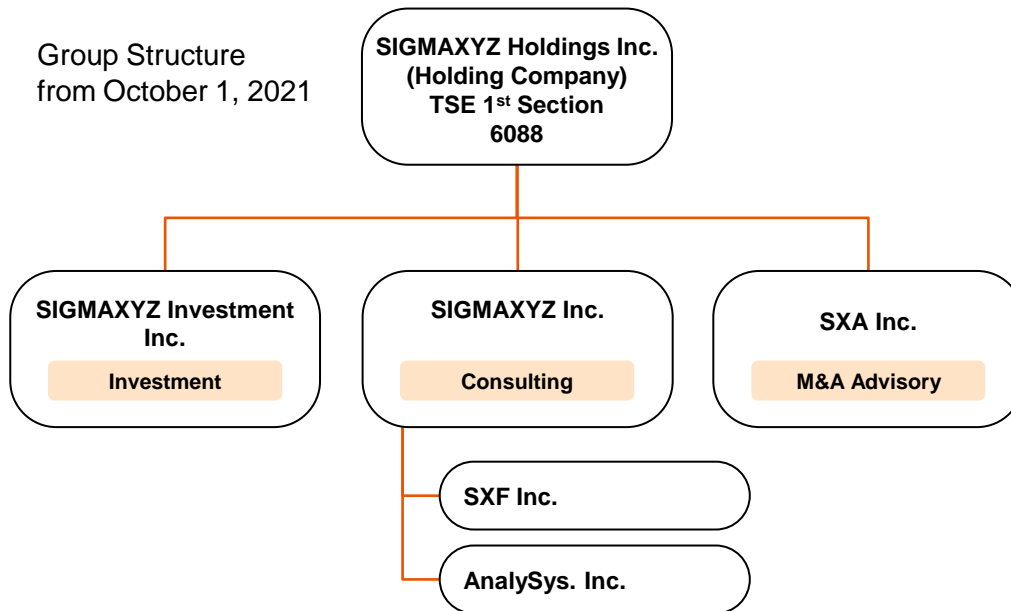 Group Structure
from October 1, 2021
SIGMAXYZ Holdings Inc.
(Holding Company)
TSE 1st Section
6088
SIGMAXYZ Investment
Inc.
Investment
SIGMAXYZ Inc.
Consulting
SXA Inc.
M&A Advisory
SXF Inc.
AnalySys. Inc.